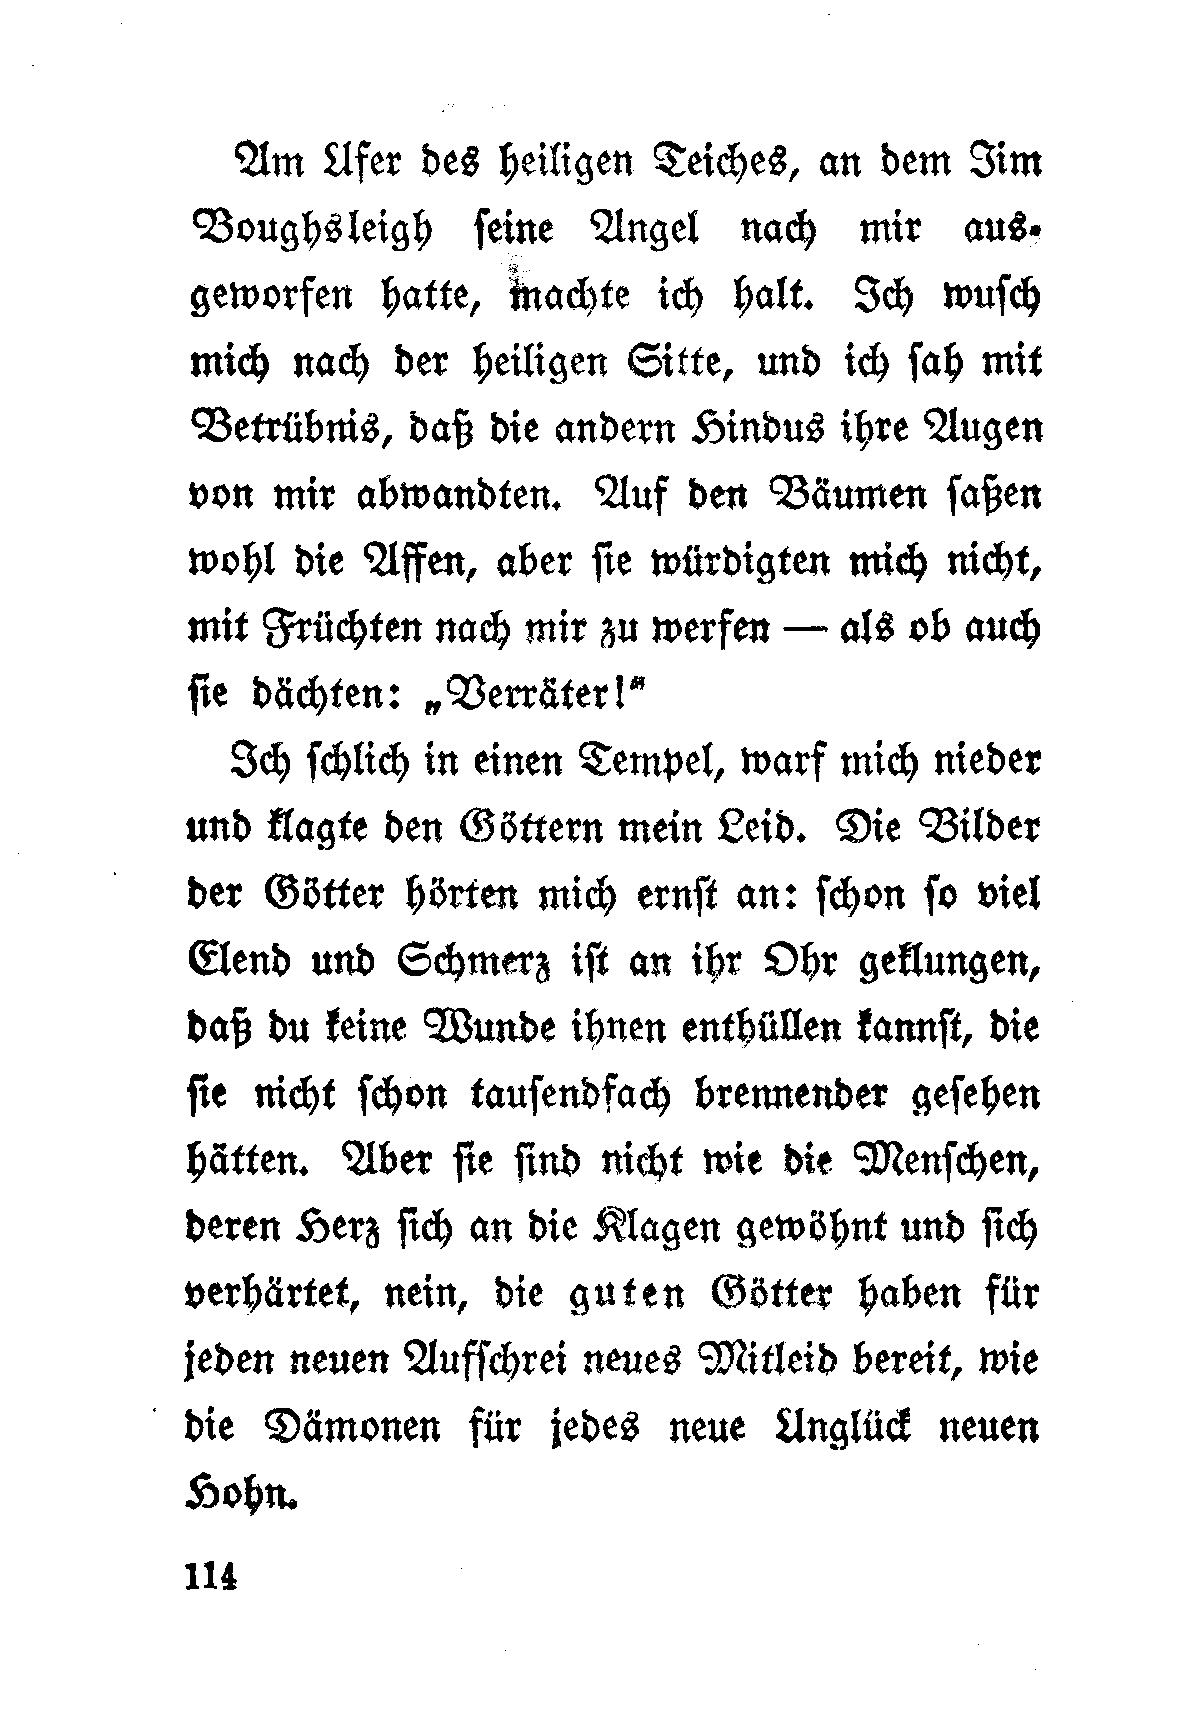 Am Ufer des heiligen Teiches, an dem Jim
Boughsleigh seine Angel nach mir aus-
geworfen hatte, machte ich halt. Ich wusch
mich nach der heiligen Sitte, und ich sah mit
Betrübnis, daß die andern Hindus ihre Augen
von mir abwandten. Auf den Bäumen saßen
wohl die Affen, aber sie würdigten mich nicht,
mit Früchten nach mir zu werfen — als ob auch
sie dächten: „Verräter!“
Ich schlich in einen Tempel, warf mich nieder
und klagte den Göttern mein Leid. Die Bilder
der Götter hörten mich ernst an: schon so viel
Elend und Schmerz ist an ihr Ohr geklungen,
daß du keine Wunde ihnen enthüllen kannst, die
sie nicht schon tausendfach brennender gesehen
hätten. Aber sie sind nicht wie die Menschen,
deren Herz sich an die Klagen gewöhnt und sich
verhärtet, nein, die guten Götter haben für
jeden neuen Aufschrei neues Mitleid bereit, wie
die Dämonen für jedes neue Unglück neuen
Hohn.
114